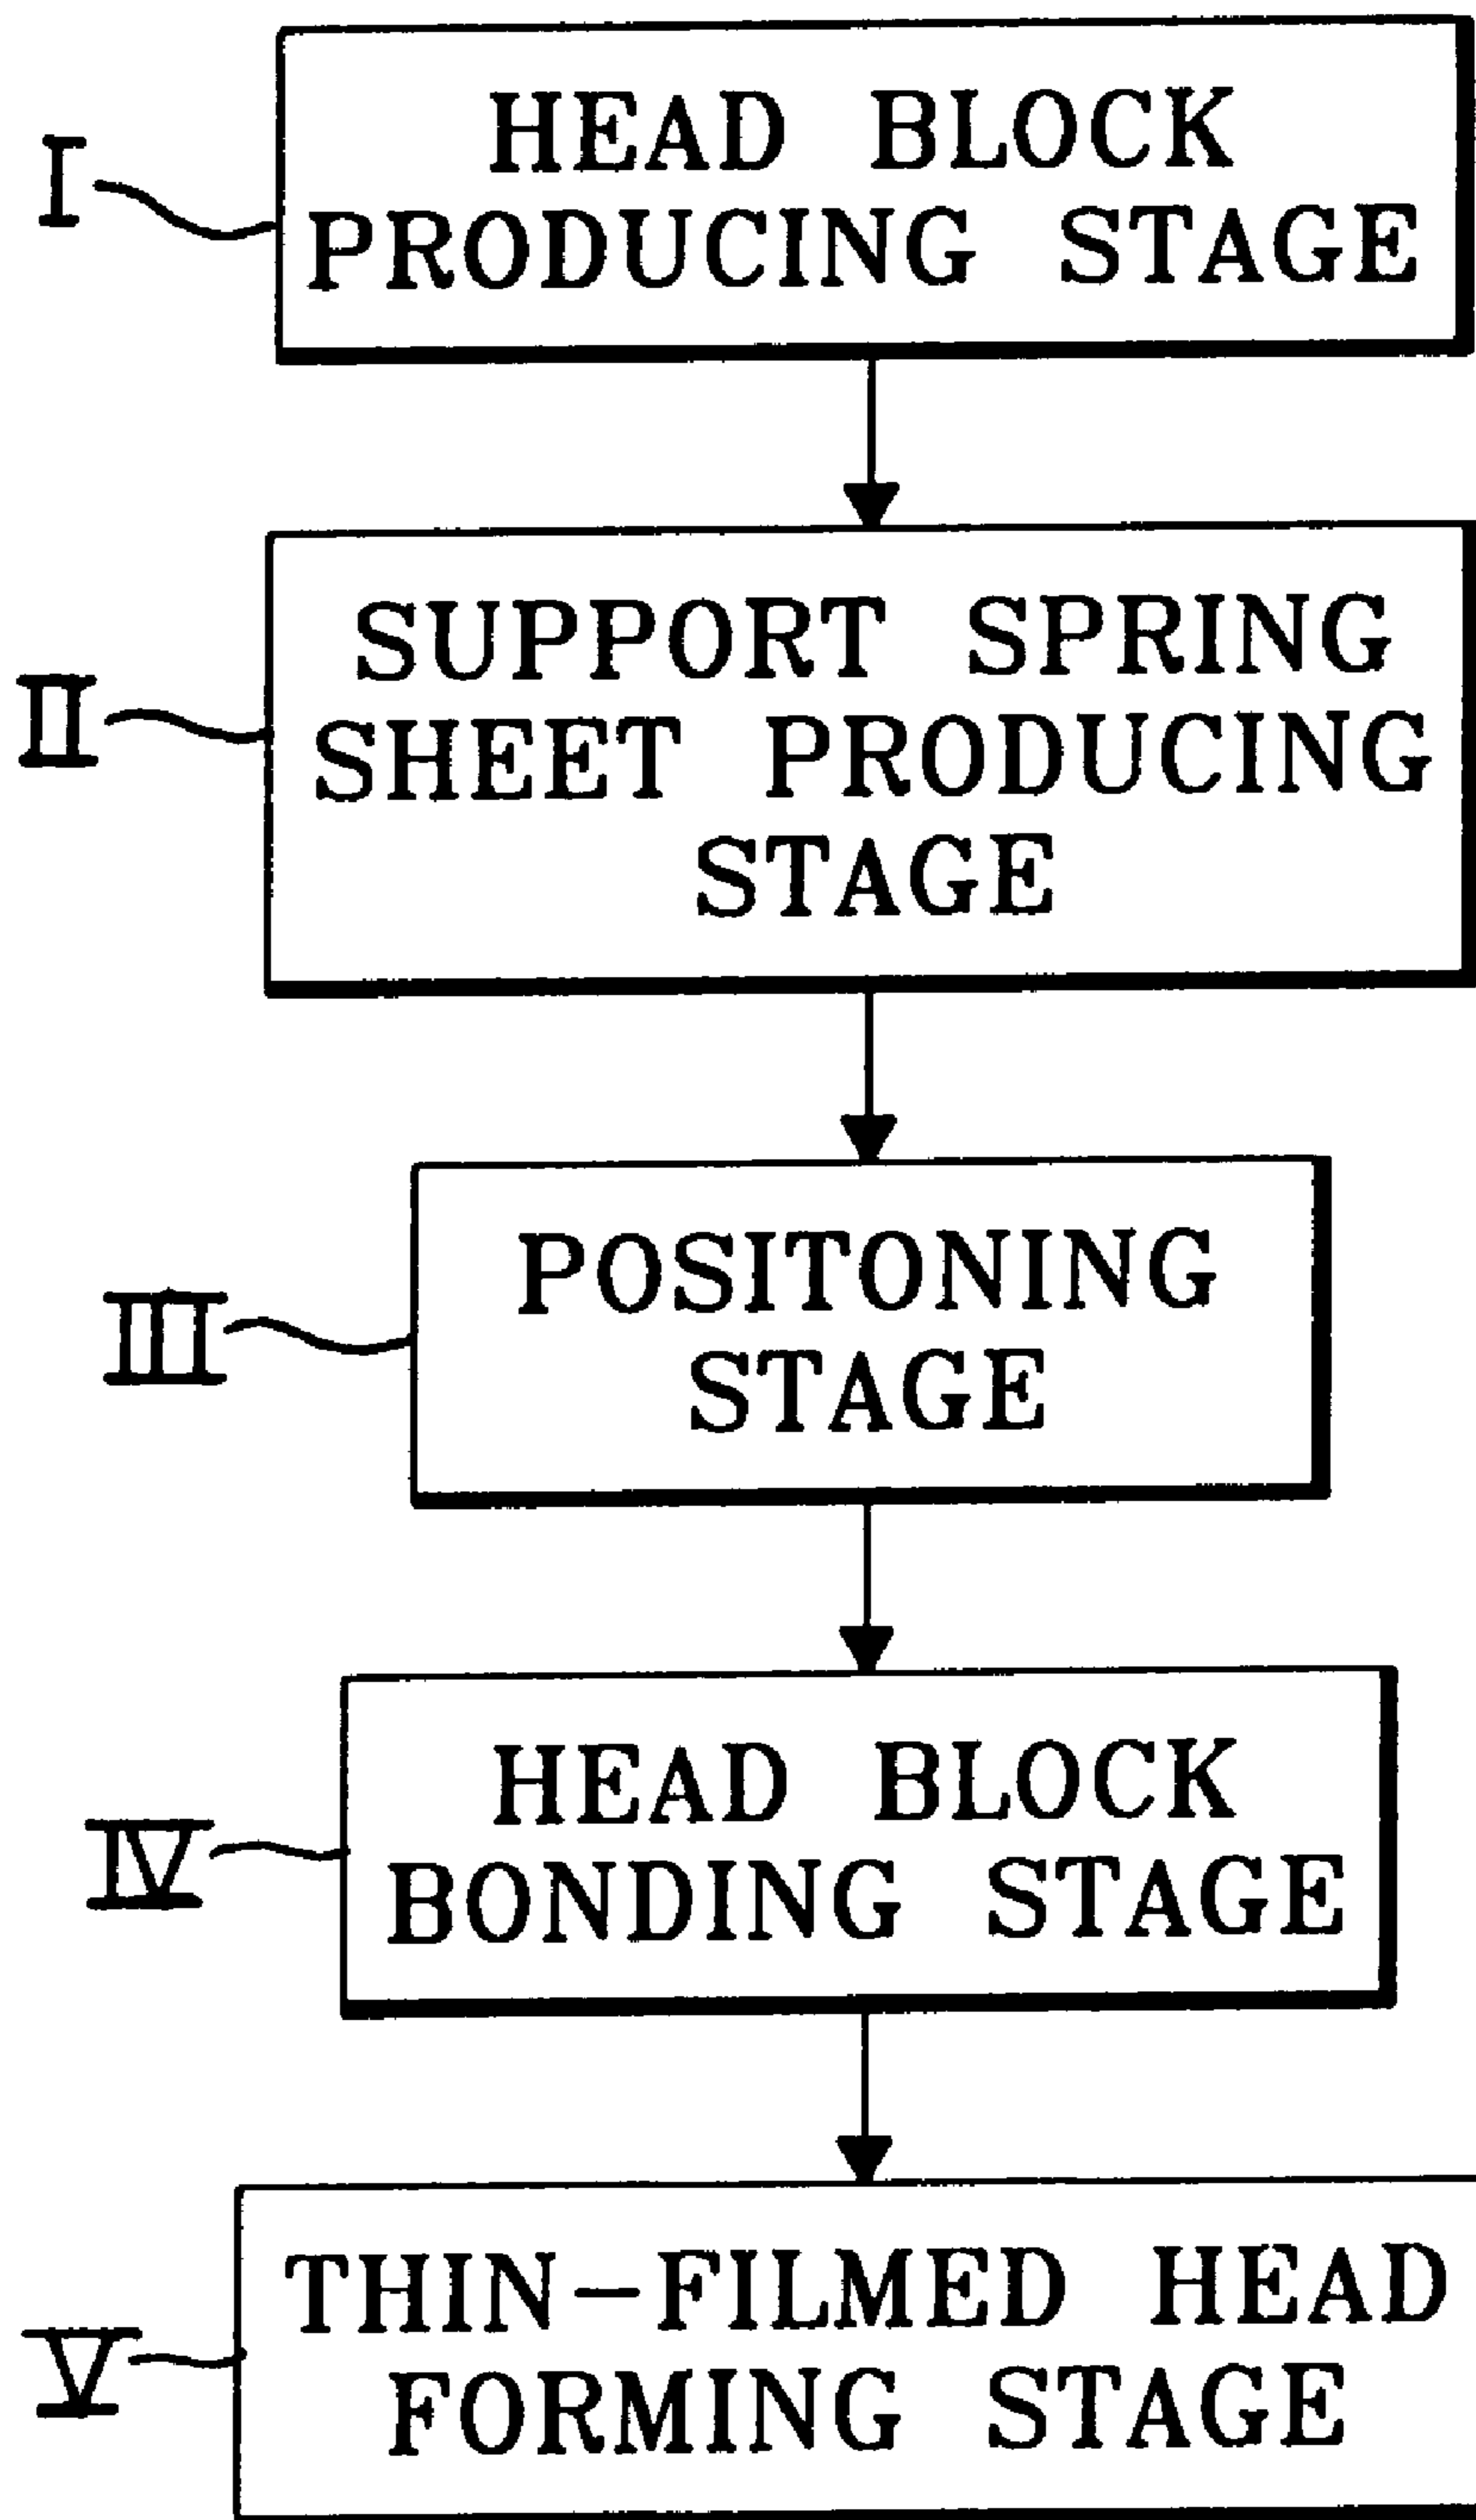 I
HEAD BLOCK
PRODUCING STAGE
II
SUPPORT SPRING
SHEET PRODUCING
STAGE
III
POSITONING
STAGE
IV
HEAD BLOCK
BONDING STAGE
V
THIN-FILMED HEAD
FORMING STAGE